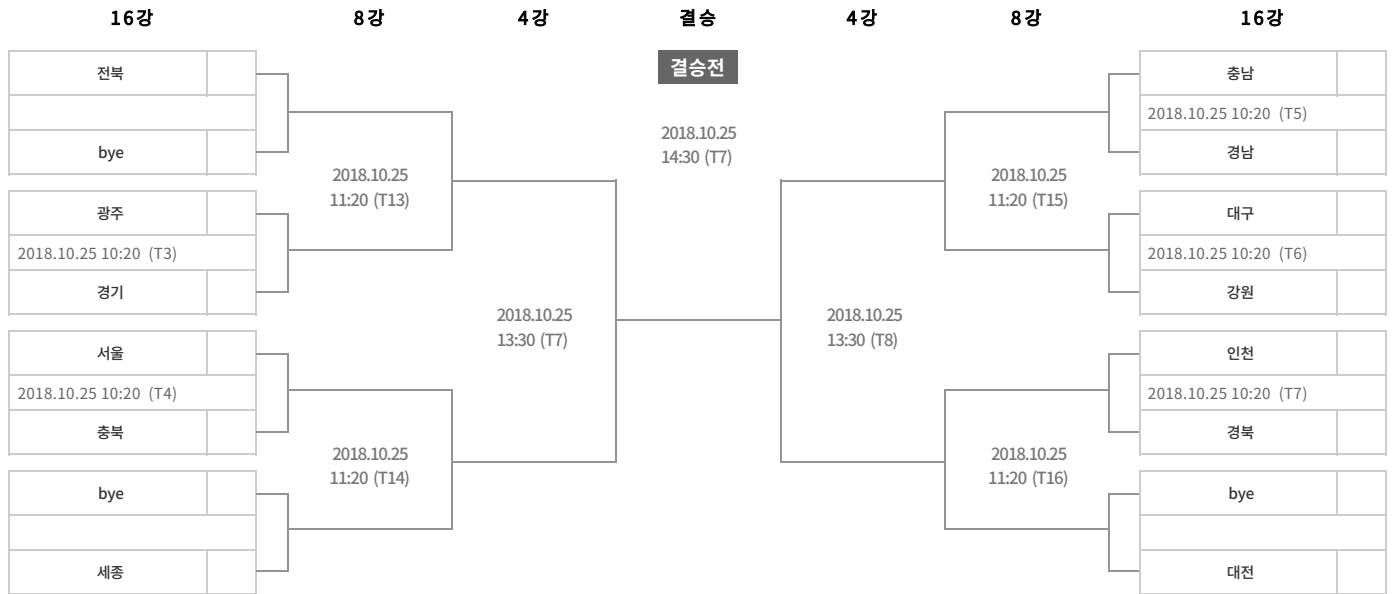 16강 8강 4강 결승 4강 8강 16강
결승전
전북
bye
광주
2018.10.25 10:20 (T3)
경기
서울
2018.10.25 10:20 (T4)
충북
bye
세종
2018.10.25
11:20 (T13)
2018.10.25
11:20 (T14)
2018.10.25
13:30 (T7)
2018.10.25
14:30 (T7)
2018.10.25
13:30 (T8)
2018.10.25
11:20 (T15)
2018.10.25
11:20 (T16)
충남
2018.10.25 10:20 (T5)
경남
대구
2018.10.25 10:20 (T6)
강원
인천
2018.10.25 10:20 (T7)
경북
bye
대전